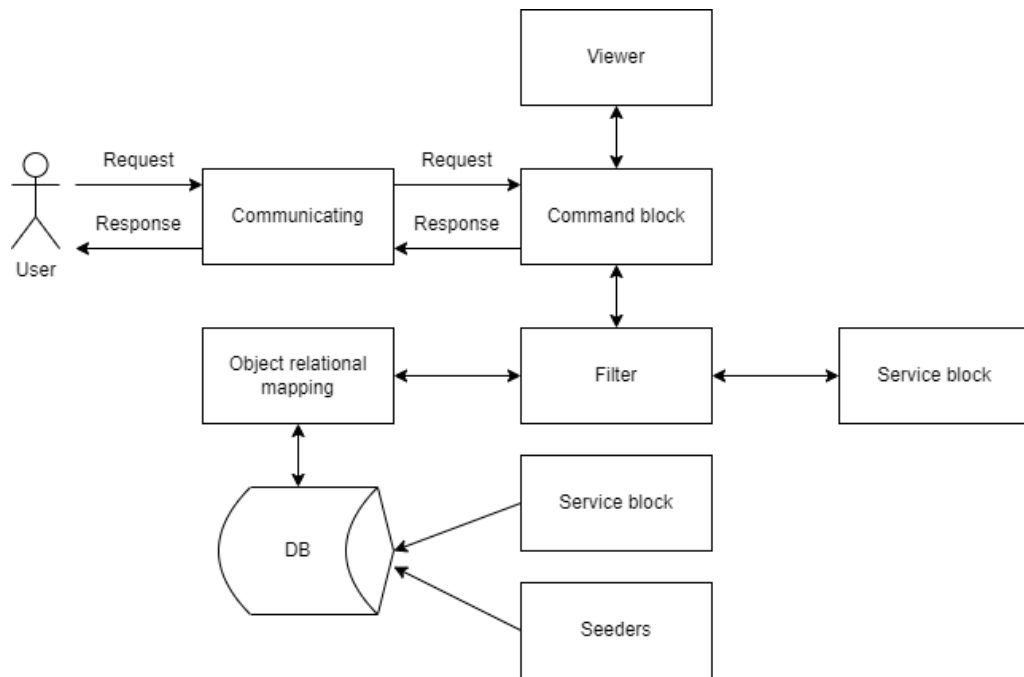 Viewer
Request
Request
Communicating
Command block
Response
Response
User
Object relational
mapping
Filter
Service block
Service block
DB
Seeders